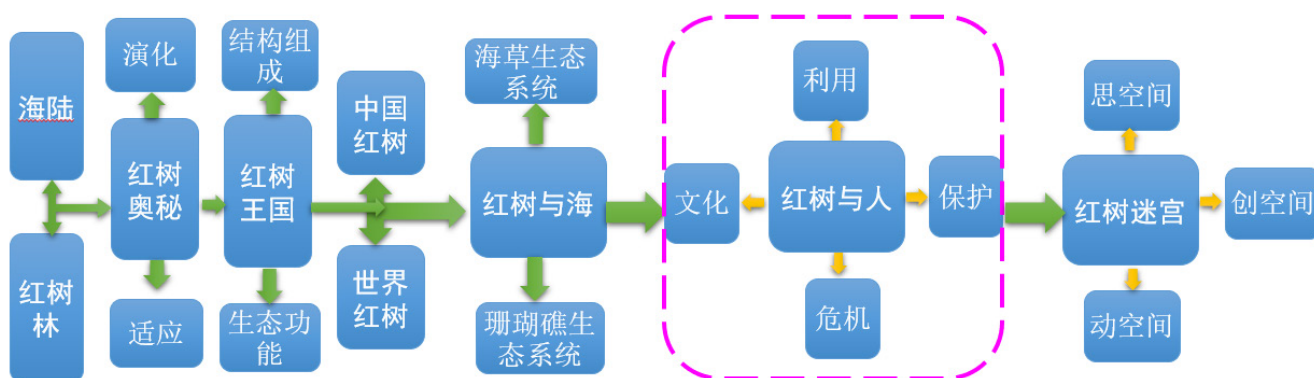 海陆
红树
林
演化
红树
奥秘
适应
结构组
成
红树
王国
生态功
能
中国
红树
世界
红树
海草生态
系统
红树与海
珊瑚礁生
态系统
利用
文化
红树与人
保护
危机
思空间
红树迷宫
创空间
动空间